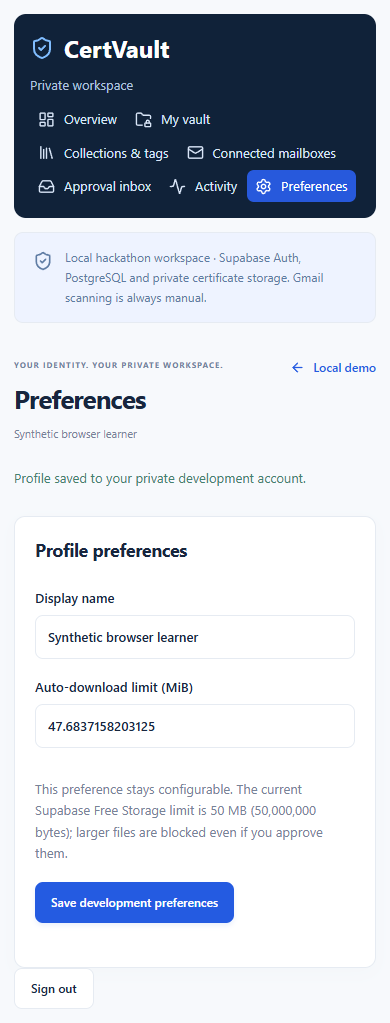 CertVault
Private workspace
Overview
My vault
Collections & tags
Connected mailboxes
Approval inbox
Activity
Preferences
Local hackathon workspace · Supabase Auth,
PostgreSQL and private certificate storage. Gmail
scanning is always manual.
YOUR IDENTITY. YOUR PRIVATE WORKSPACE.
← Local demo
Preferences
Synthetic browser learner
Profile saved to your private development account.
Profile preferences
Display name
Synthetic browser learner
Auto-download limit (MiB)
47.6837158203125
This preference stays configurable. The current
Supabase Free Storage limit is 50 MB (50,000,000
bytes); larger files are blocked even if you approve
them.
Save development preferences
Sign out